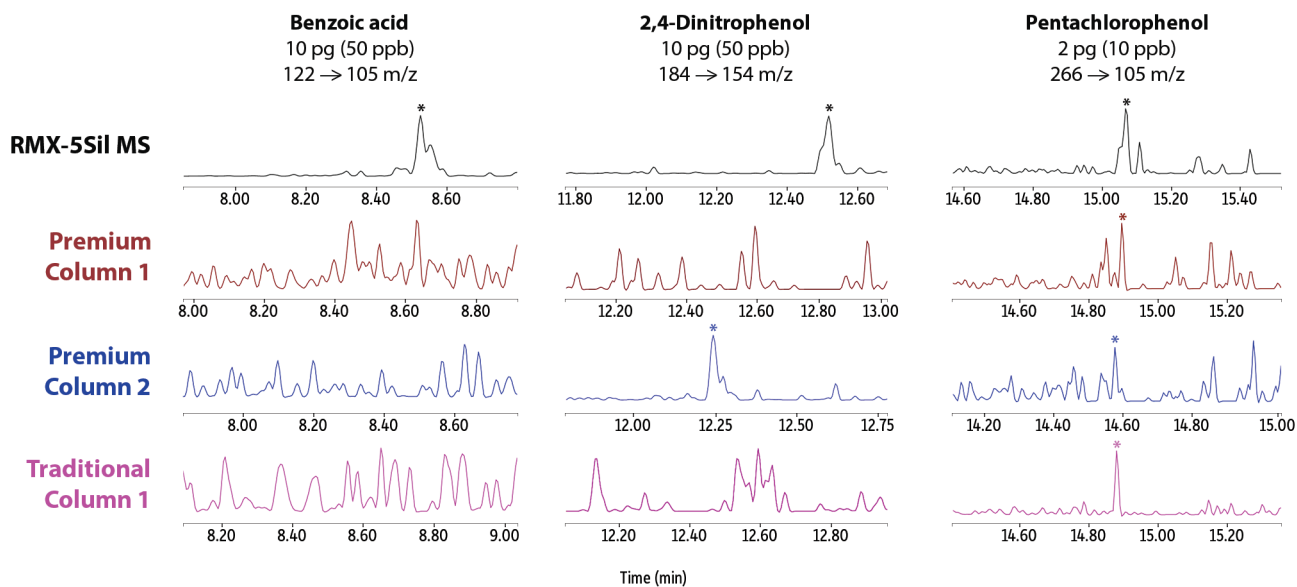 Benzoic acid
10 pg (50 ppb)
122 → 105 m/z
2,4-Dinitrophenol
10 pg (50 ppb)
184 → 154 m/z
Pentachlorophenol
2 pg (10 ppb)
266 → 105 m/z
RMX-5Sil MS
*
*
*
8.00 8.20 8.40 8.60
11.80 12.00 12.20 12.40 12.60
14.60 14.80 15.00 15.20 15.40
Premium
Column 1
*
8.00 8.20 8.40 8.60 8.80
12.20 12.40 12.60 12.80 13.00
14.60 14.80 15.00 15.20
Premium
Column 2
*
*
8.00 8.20 8.40 8.60
12.00 12.25 12.50 12.75
14.20 14.40 14.60 14.80 15.00
Traditional
Column 1
*
8.20 8.40 8.60 8.80 9.00
12.20 12.40 12.60 12.80
14.60 14.80 15.00 15.20
Time (min)